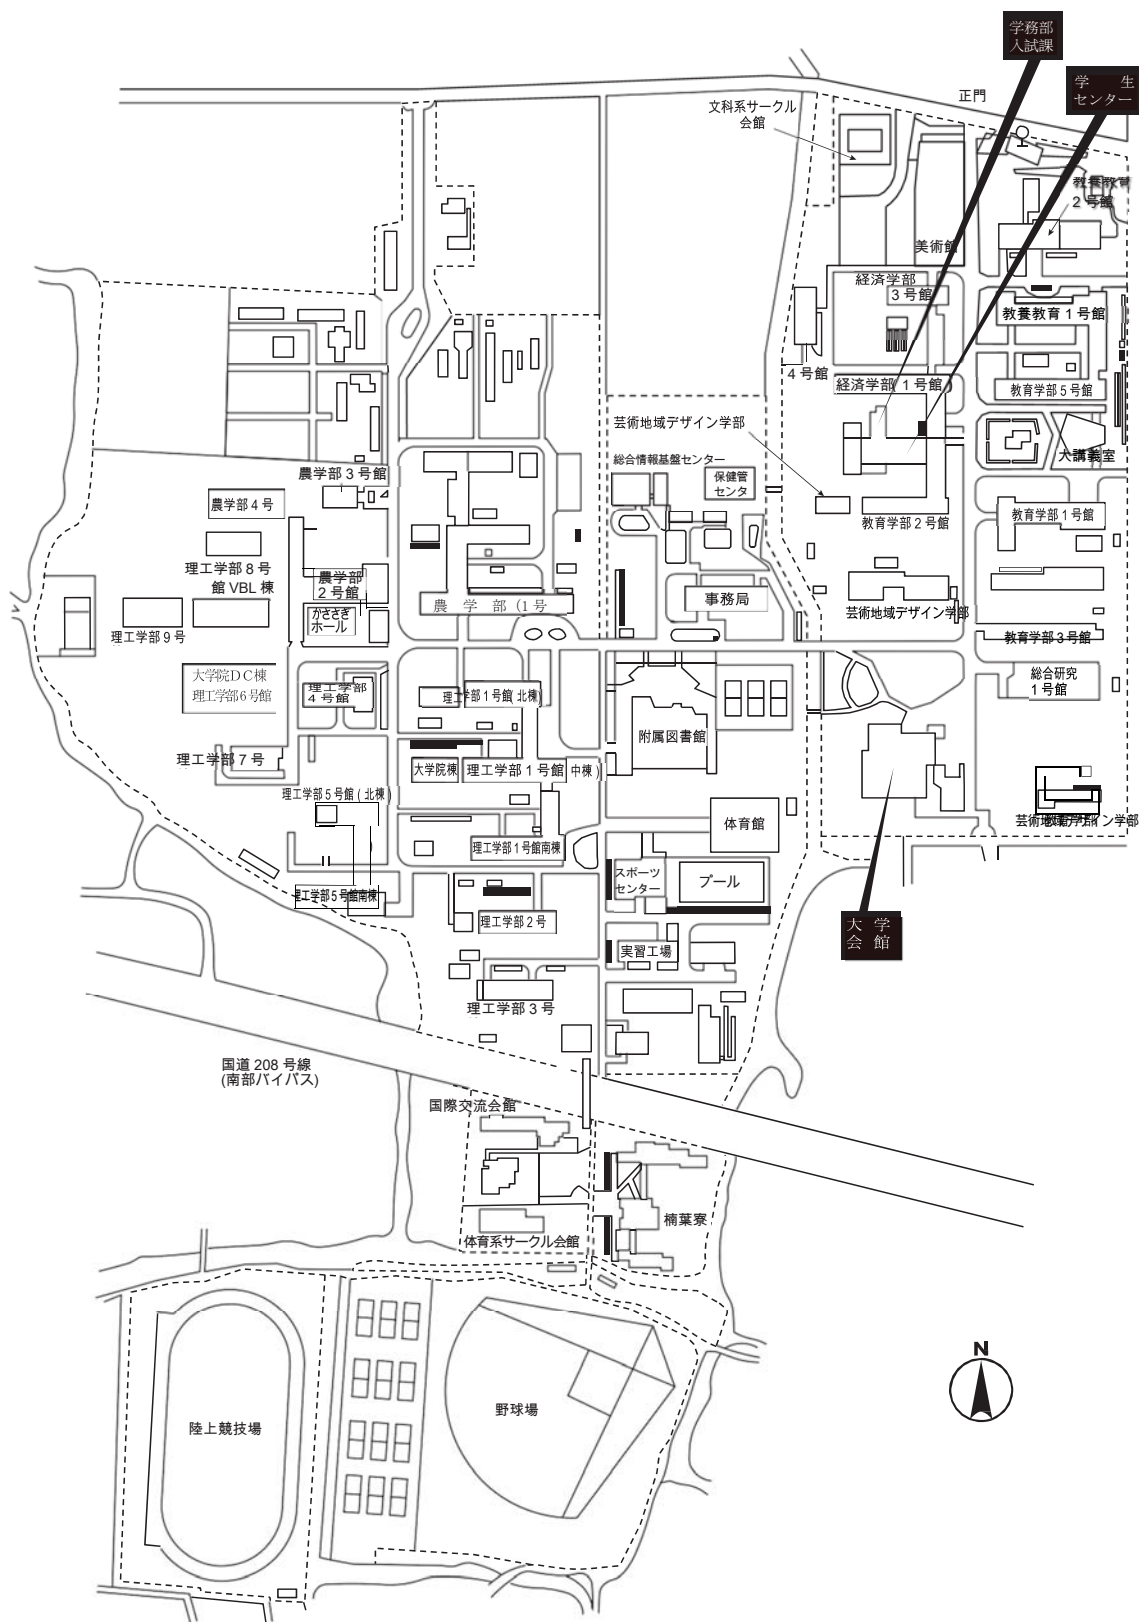 学務部
入試課
学 生
センター
正門
文科系サークル
会館
教養教育
2 号館
美術館
経済学部
3 号館
教養教育 1 号館
4 号館
経済学部 1 号館
教育学部 5 号館
芸術地域デザイン学部
大講義室
総合情報基盤センター
保健管
センタ
農学部 3 号館
農学部 4 号
教育学部 2 号館
教育学部 1 号館
理工学部 8 号
館 VBL 棟
農学部
2 号館
かささぎ
ホール
農 学 部 (1 号
事務局
芸術地域デザイン学部
理工学部 9 号
教育学部 3 号館
大学院DC棟
理工学部6号館
理工学部
4 号館
理工学部 1 号館( 北棟 )
総合研究
1 号館
附属図書館
理工学部 7 号
大学院棟
理工学部 1 号館
中棟 )
理工学部 5 号館 ( 北棟 )
体育館
芸術地域デザイン学部
理工学部 1 号館南棟
スポーツ
センター
プール
理工学部 5 号館南棟
理工学部 2 号
大 学
会 館
実習工場
理工学部 3 号
国道 208 号線
(南部バイパス)
国際交流会館
楠葉寮
体育系サークル会館
N
野球場
陸上競技場